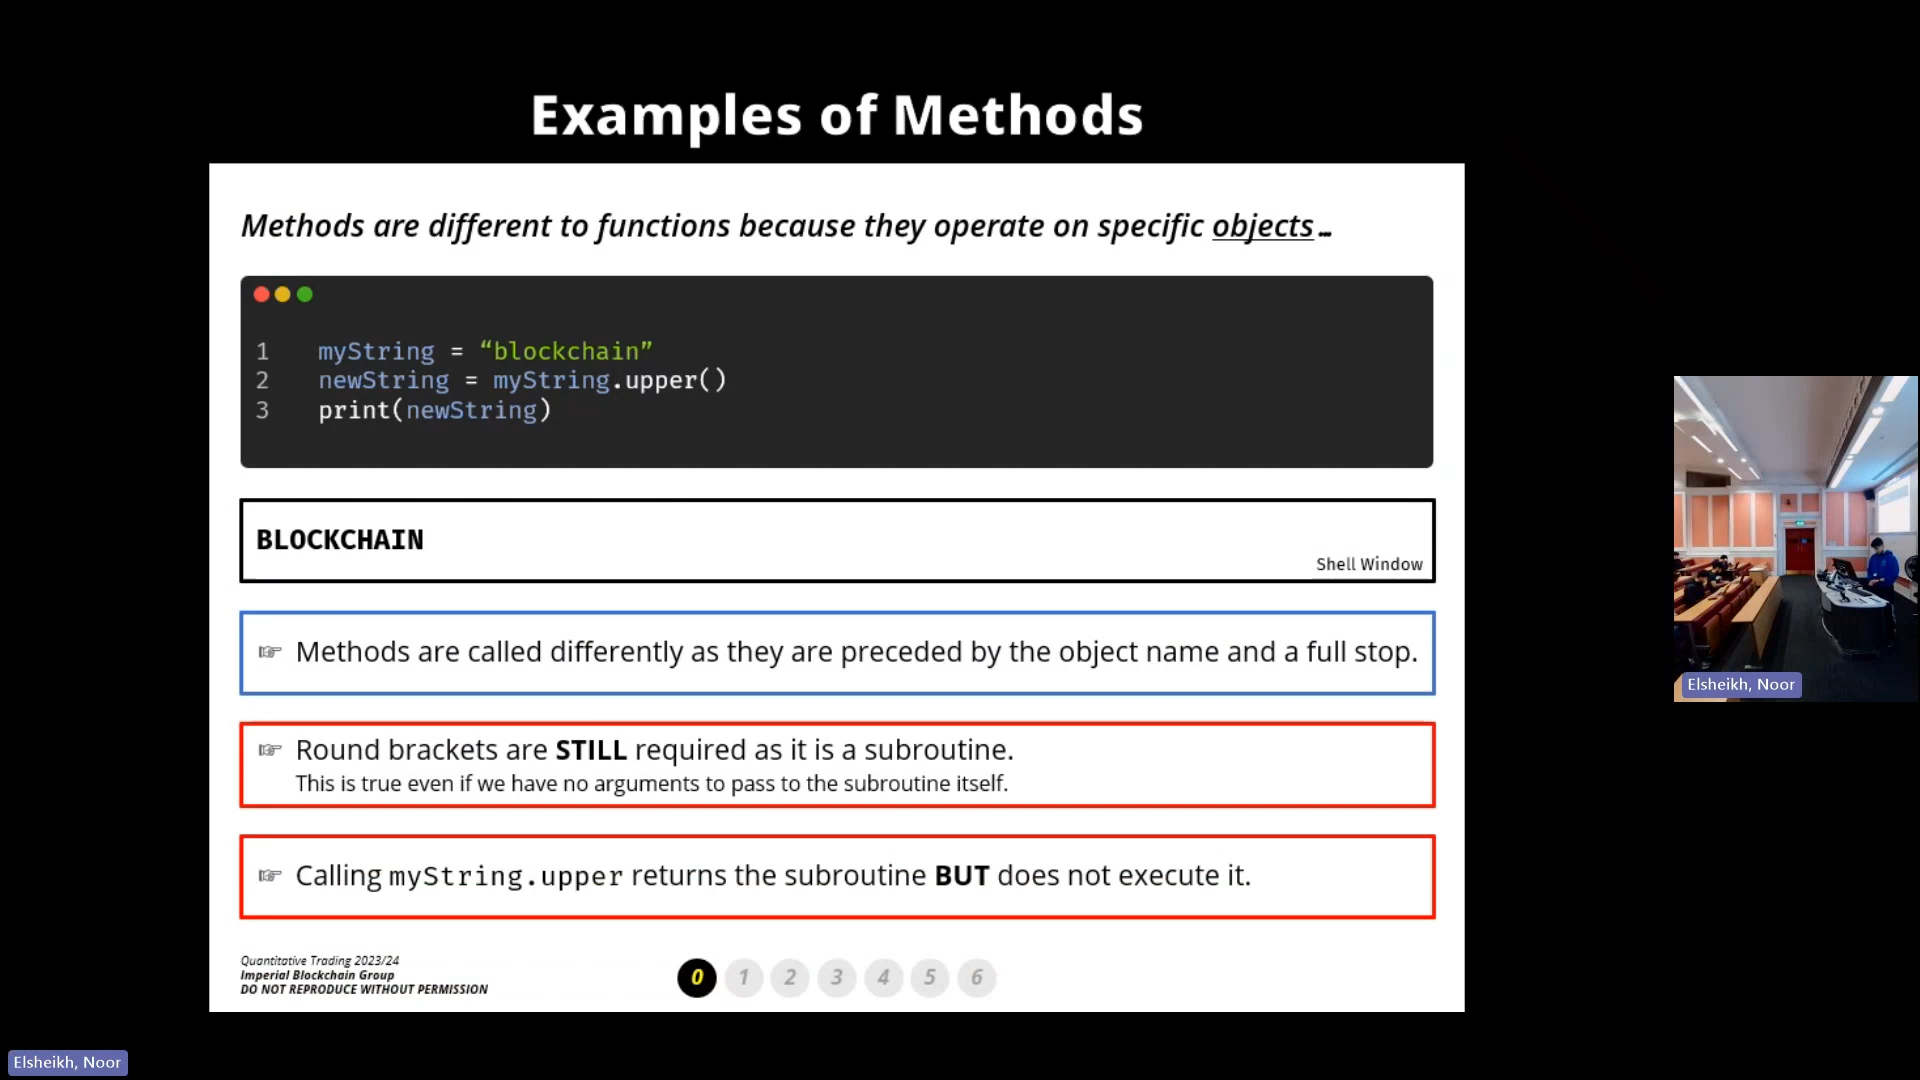 Examples of Methods
Methods are different to functions because they operate on specific objects...
1 myString = “blockchain”
2 newString = myString.upper()
3 print(newString)
BLOCKCHAIN
Shell Window
☞ Methods are called differently as they are preceded by the object name and a full stop.
☞ Round brackets are STILL required as it is a subroutine.
This is true even if we have no arguments to pass to the subroutine itself.
☞ Calling myString.upper returns the subroutine BUT does not execute it.
Quantitative Trading 2023/24
Imperial Blockchain Group
DO NOT REPRODUCE WITHOUT PERMISSION
0 1 2 3 4 5 6
Elsheikh, Noor
Elsheikh, Noor